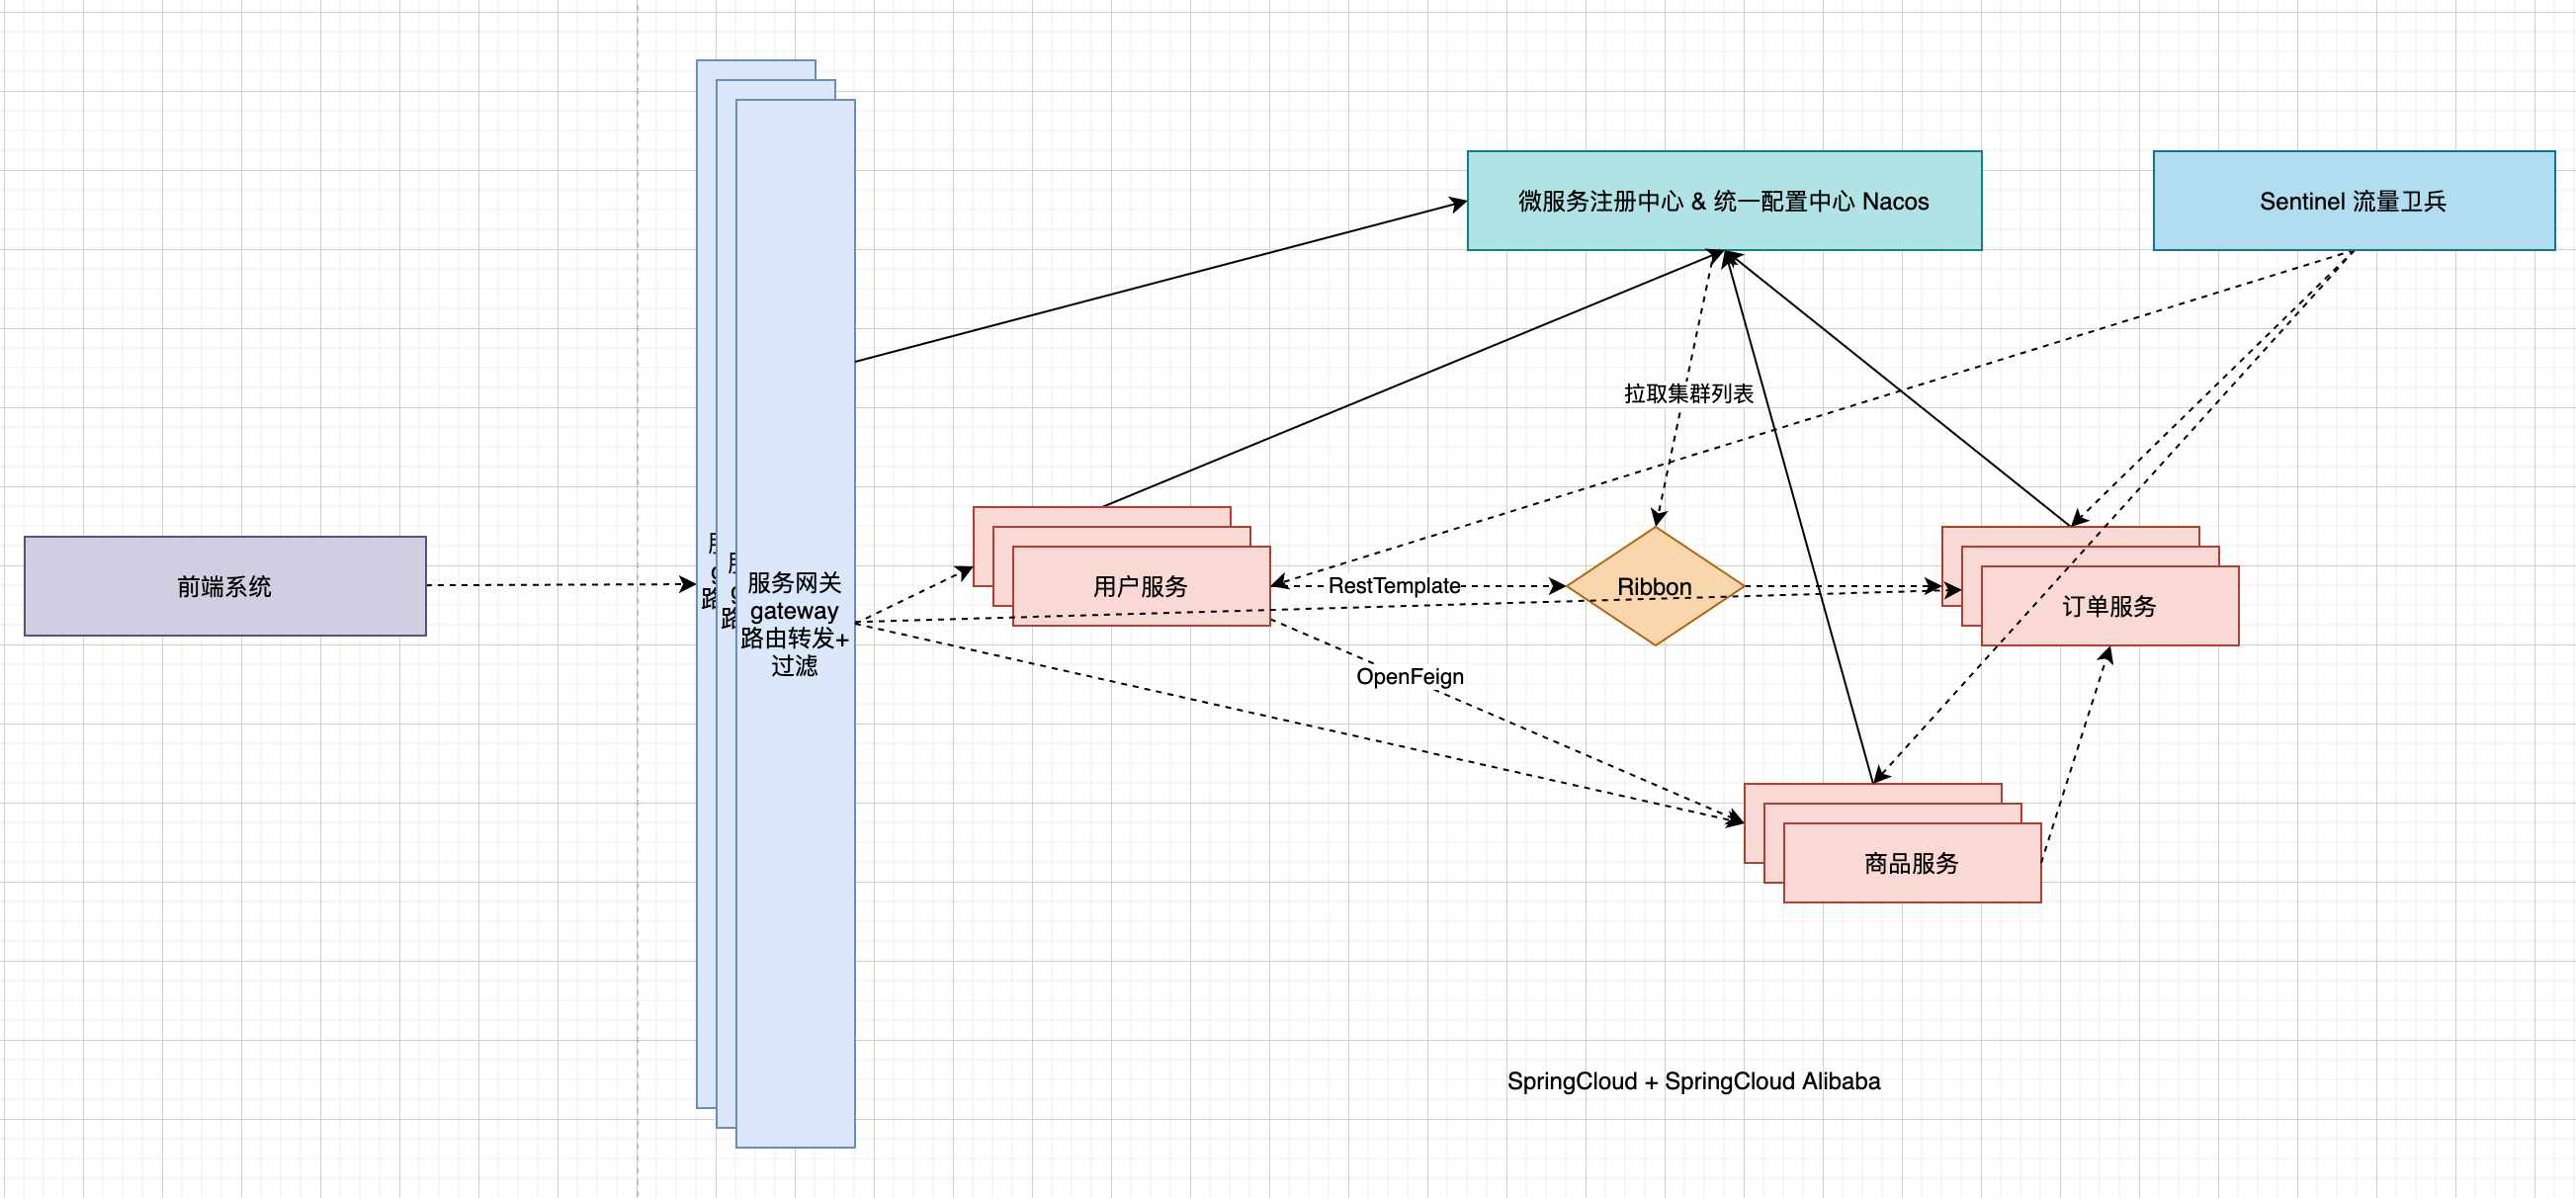 微服务注册中心 & 统一配置中心 Nacos
Sentinel 流量卫兵
拉取集群列表
前端系统
服务网关
gateway
路由转发+
过滤
用户服务
RestTemplate
Ribbon
订单服务
OpenFeign
商品服务
SpringCloud + SpringCloud Alibaba